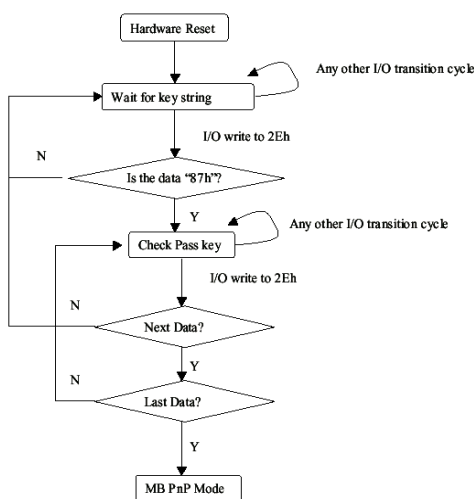 Hardware Reset
Any other I/O transition cycle
Wait for key string
I/O write to 2Eh
N
Is the data “87h”?
Y
Any other I/O transition cycle
Check Pass key
I/O write to 2Eh
N
Next Data?
Y
N
Last Data?
Y
MB PnP Mode